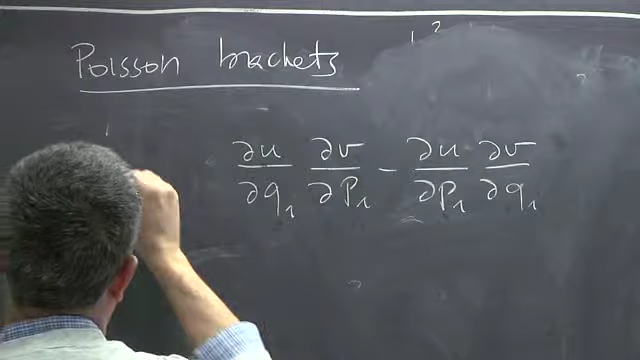 Poisson brackets
∂u/∂q₁ ∂v/∂p₁ − ∂u/∂p₁ ∂v/∂q₁